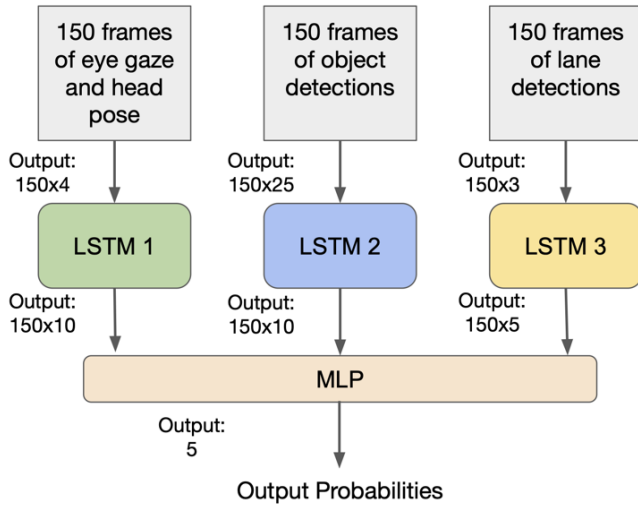 150 frames
of eye gaze
and head
pose
150 frames
of object
detections
150 frames
of lane
detections
Output:
150x4
Output:
150x25
Output:
150x3
LSTM 1
LSTM 2
LSTM 3
Output:
150x10
Output:
150x10
Output:
150x5
MLP
Output:
5
Output Probabilities